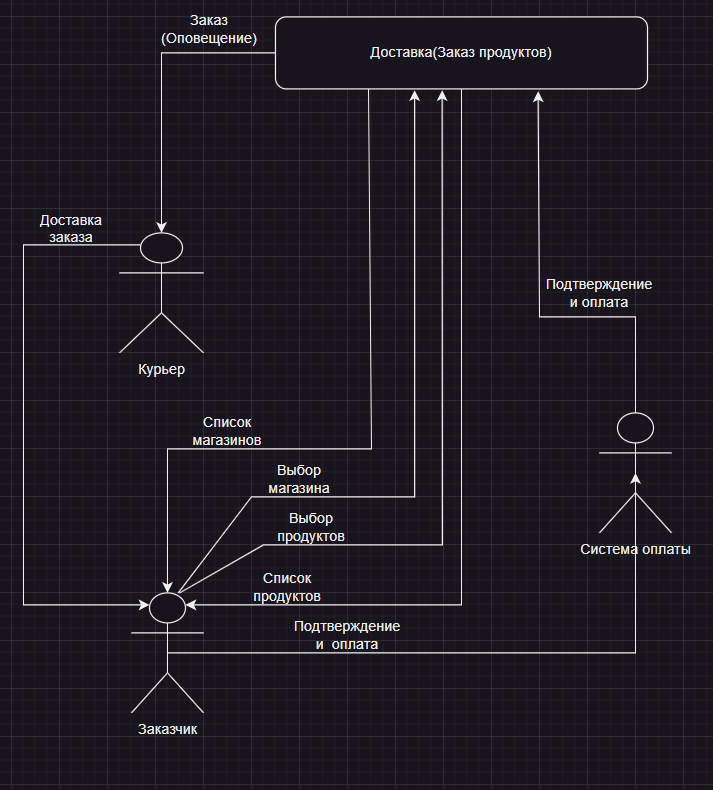 Заказ
(Оповещение)
Доставка(Заказ продуктов)
Доставка
заказа
Подтверждение
и оплата
Курьер
Список
магазинов
Выбор
магазина
Выбор
продуктов
Система оплаты
Список
продуктов
Подтверждение
и оплата
Заказчик